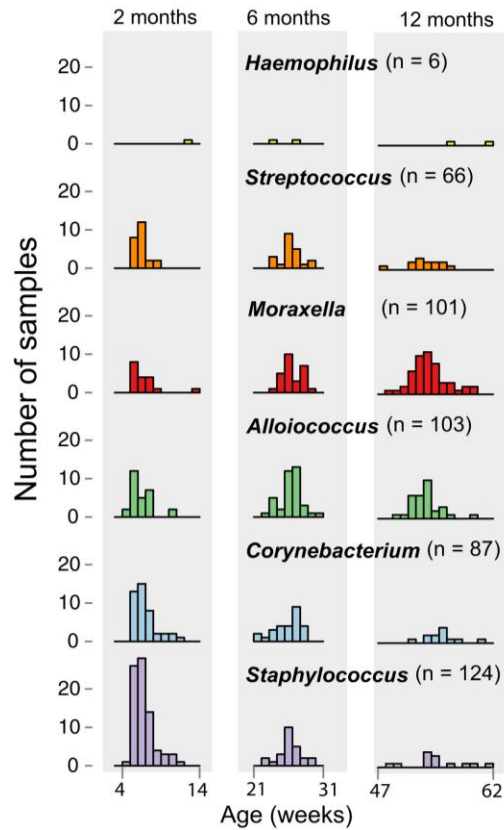 2 months 6 months 12 months
Haemophilus (n = 6)
20
10
0
Streptococcus (n = 66)
20
10
0
Moraxella (n = 101)
20
10
0
Alloiococcus (n = 103)
20
10
0
Corynebacterium (n = 87)
20
10
0
Staphylococcus (n = 124)
20
10
0
4 14 21 31 47 62
Age (weeks)
Number of samples